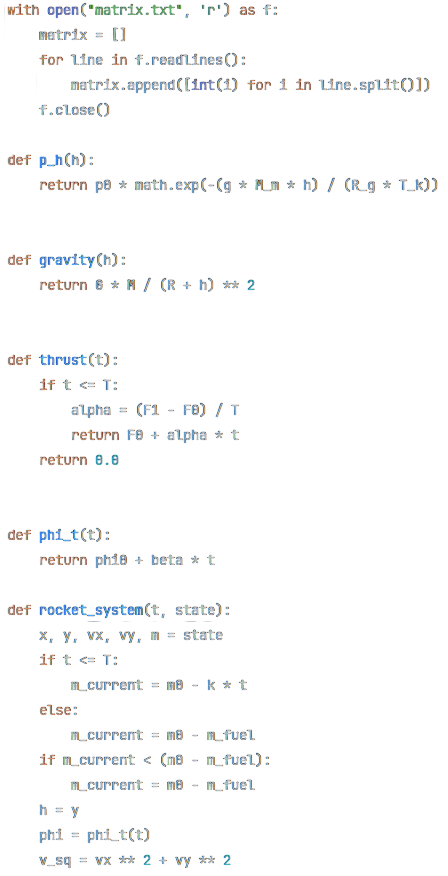 with open("matrix.txt", 'r') as f:
    matrix = []
    for line in f.readlines():
        matrix.append([int(i) for i in line.split()])
    f.close()

def p_h(h):
    return p0 * math.exp(-(g * M_m * h) / (R_g * T_k))


def gravity(h):
    return G * M / (R + h) ** 2


def thrust(t):
    if t <= T:
        alpha = (F1 - F0) / T
        return F0 + alpha * t
    return 0.0


def phi_t(t):
    return phi0 + beta * t

def rocket_system(t, state):
    x, y, vx, vy, m = state
    if t <= T:
        m_current = m0 - k * t
    else:
        m_current = m0 - m_fuel
    if m_current < (m0 - m_fuel):
        m_current = m0 - m_fuel
    h = y
    phi = phi_t(t)
    v_sq = vx ** 2 + vy ** 2